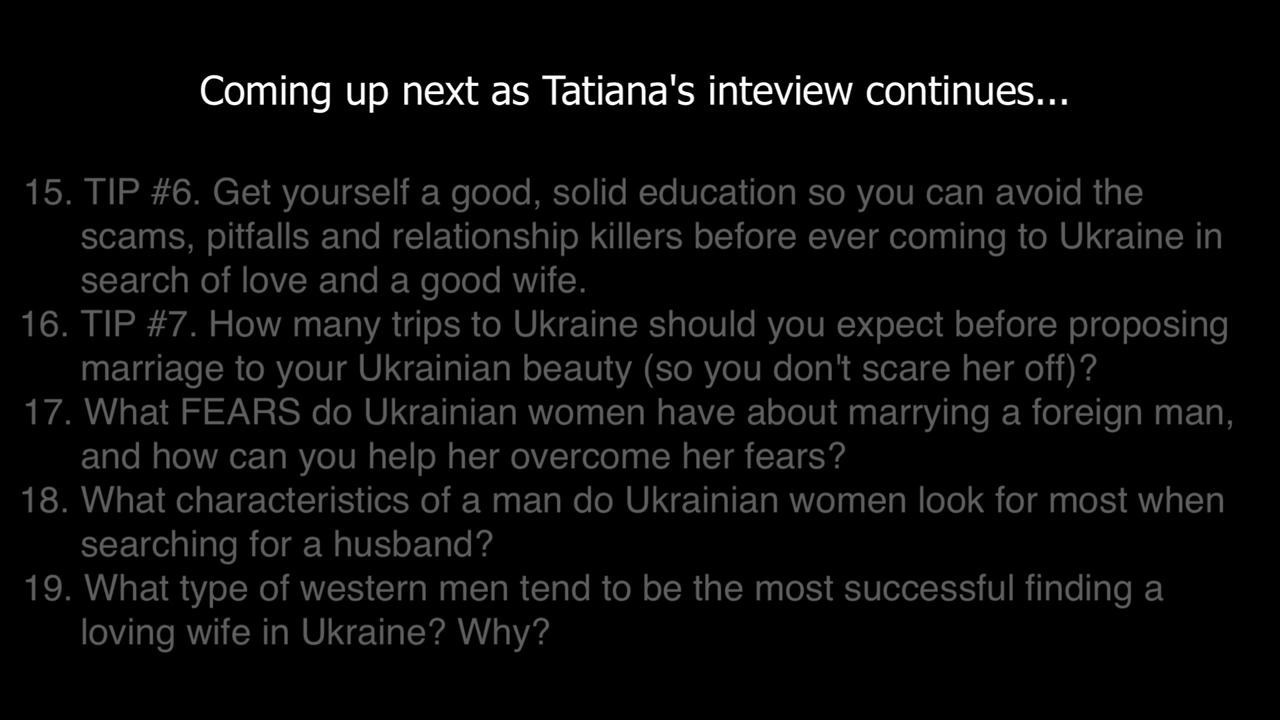 Coming up next as Tatiana's inteview continues...
15. TIP #6. Get yourself a good, solid education so you can avoid the
scams, pitfalls and relationship killers before ever coming to Ukraine in
search of love and a good wife.
16. TIP #7. How many trips to Ukraine should you expect before proposing
marriage to your Ukrainian beauty (so you don't scare her off)?
17. What FEARS do Ukrainian women have about marrying a foreign man,
and how can you help her overcome her fears?
18. What characteristics of a man do Ukrainian women look for most when
searching for a husband?
19. What type of western men tend to be the most successful finding a
loving wife in Ukraine? Why?